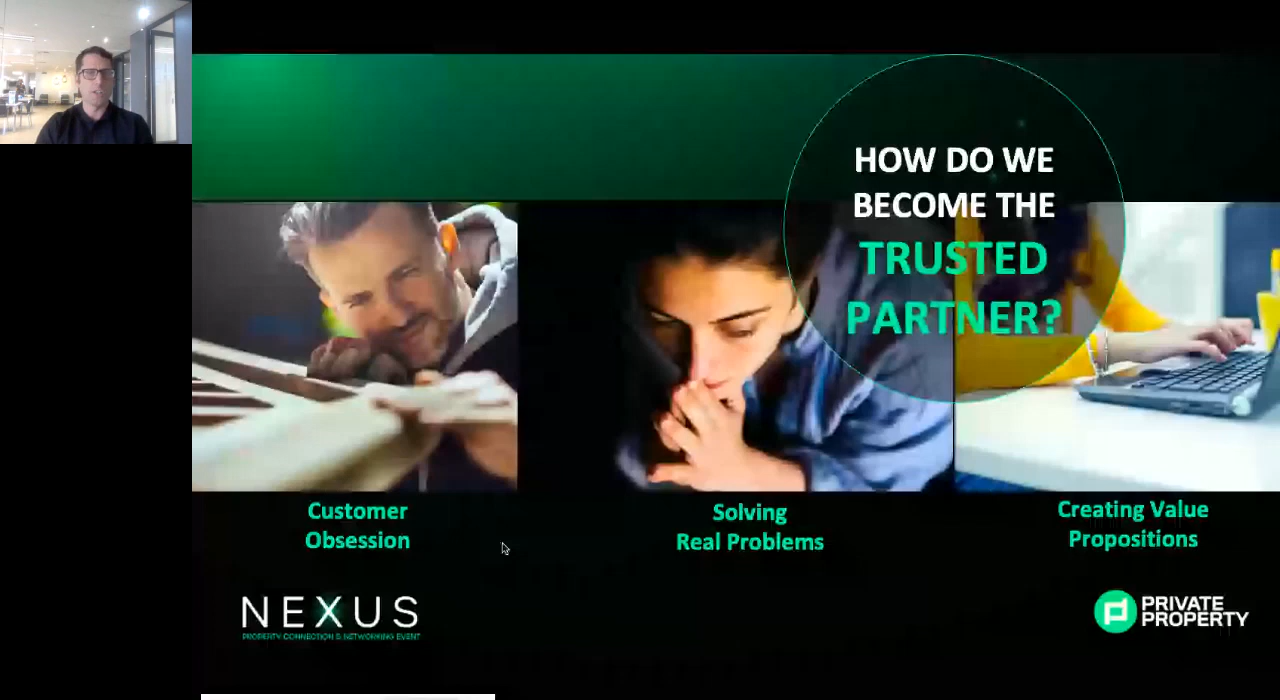 HOW DO WE
BECOME THE
TRUSTED
PARTNER?
Customer
Obsession
Solving
Real Problems
Creating Value
Propositions
NEXUS
PROPERTY CONNECTION & NETWORKING EVENT
PRIVATE
PROPERTY